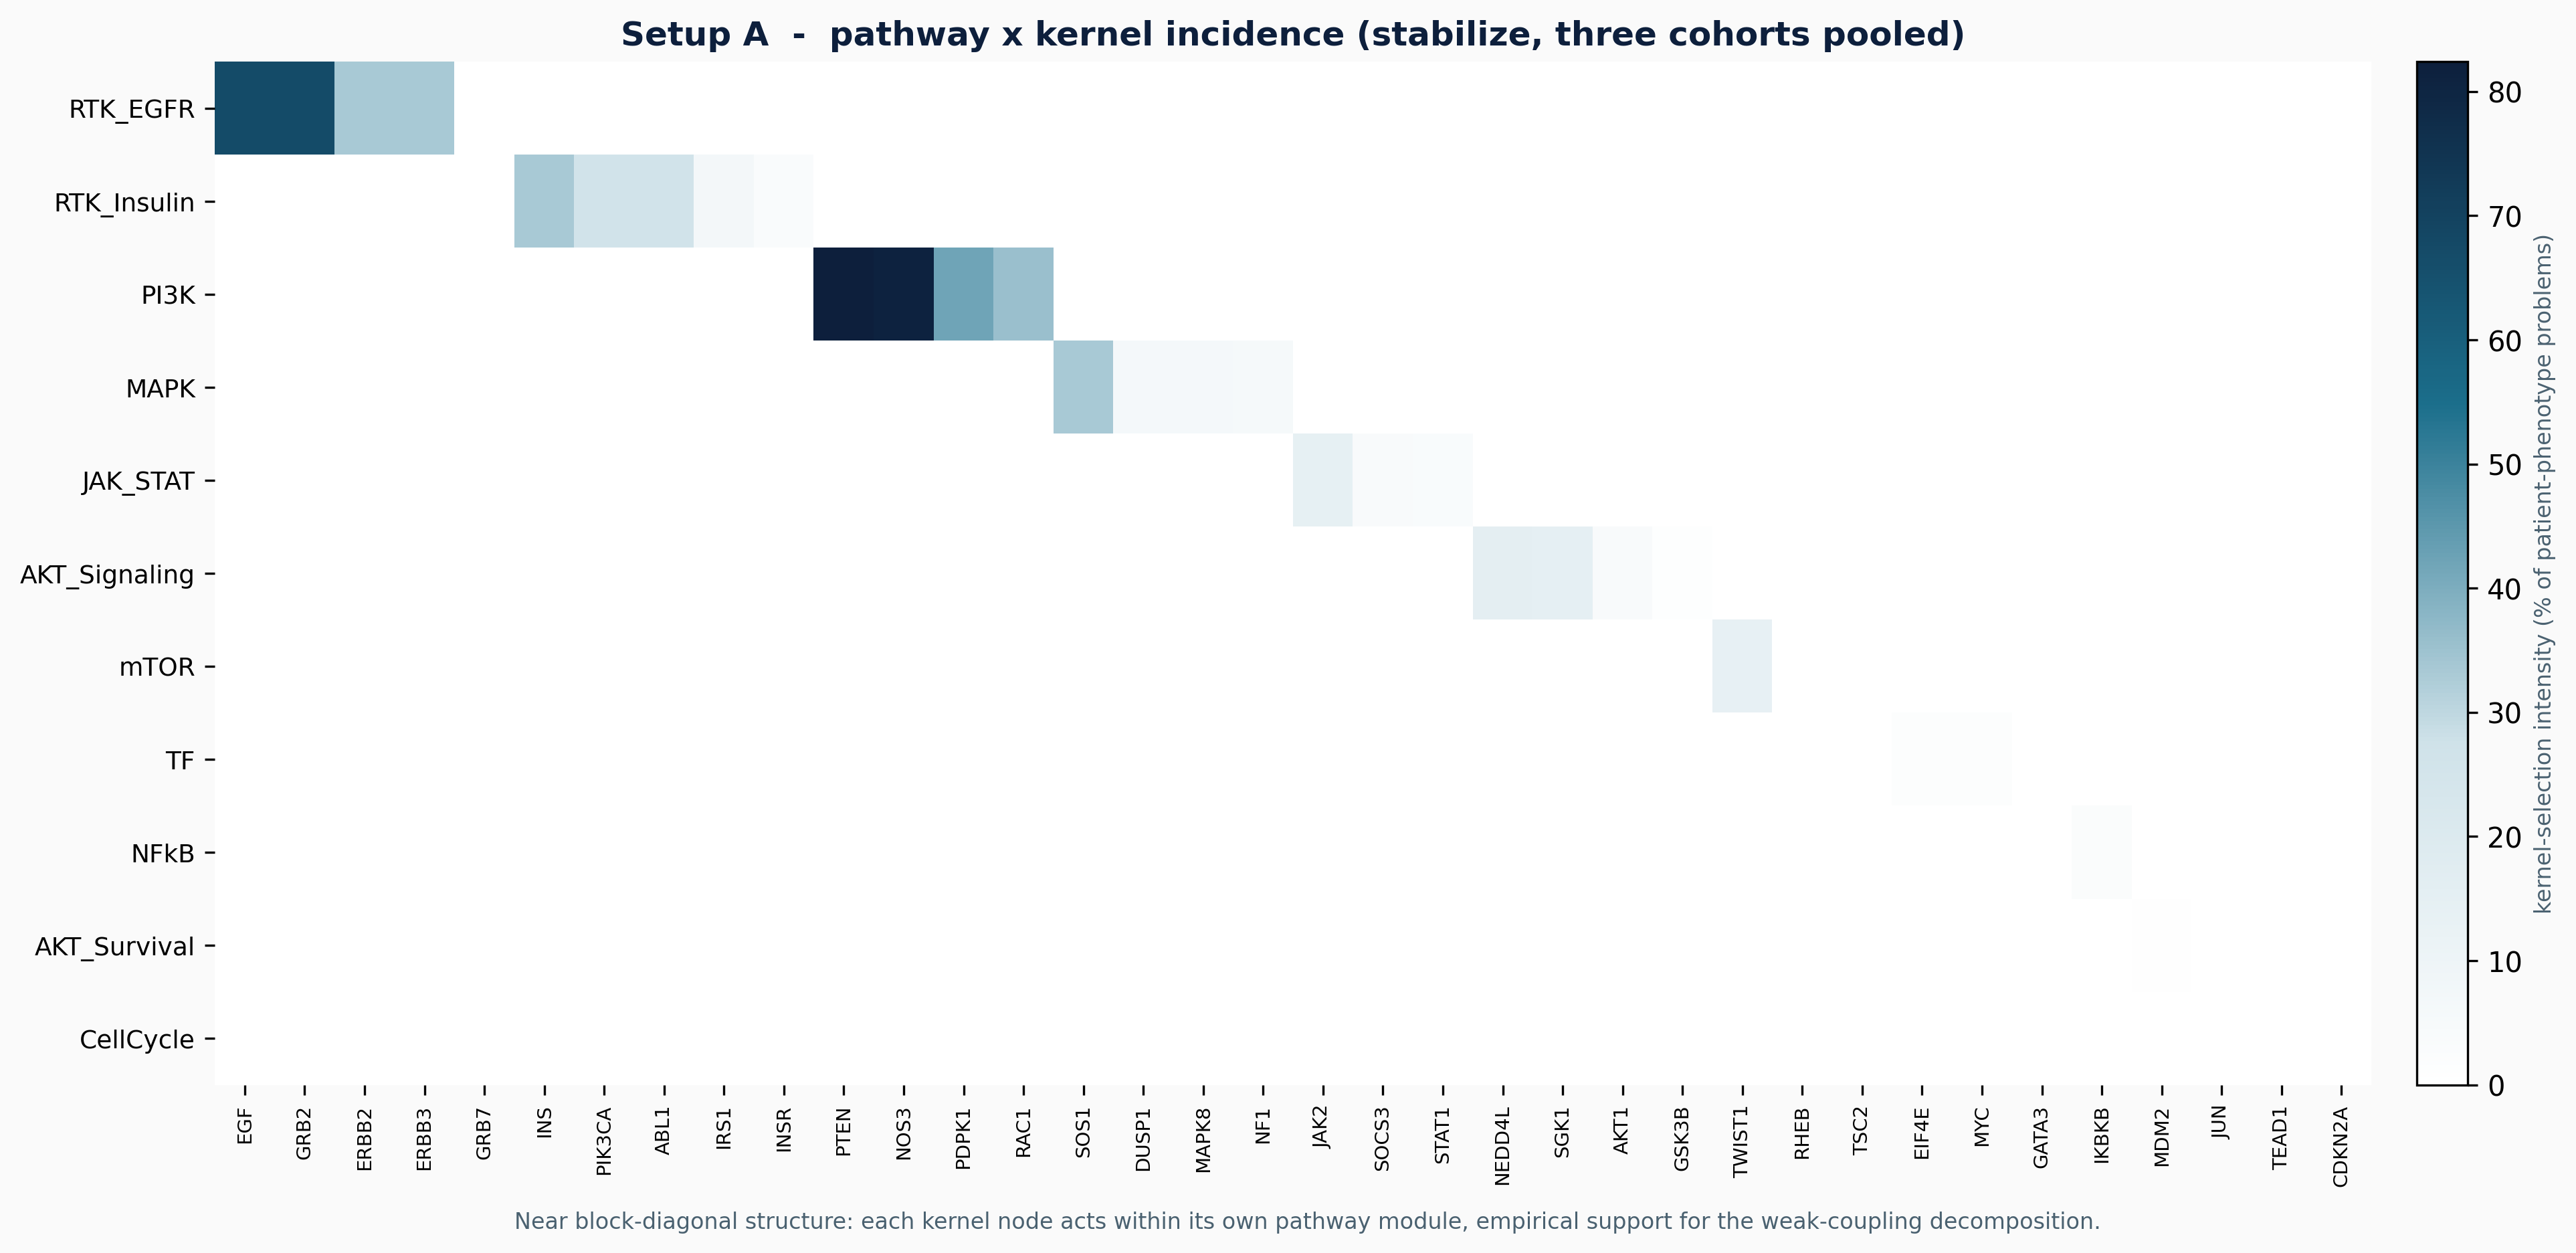 Setup A - pathway x kernel incidence (stabilize, three cohorts pooled)
RTK_EGFR
RTK_Insulin
PI3K
MAPK
JAK_STAT
AKT_Signaling
mTOR
TF
NFkB
AKT_Survival
CellCycle
EGF
GRB2
ERBB2
ERBB3
GRB7
INS
PIK3CA
ABL1
IRS1
INSR
PTEN
NOS3
PDPK1
RAC1
SOS1
DUSP1
MAPK8
NF1
JAK2
SOCS3
STAT1
NEDD4L
SGK1
AKT1
GSK3B
TWIST1
RHEB
TSC2
EIF4E
MYC
GATA3
IKBKB
MDM2
JUN
TEAD1
CDKN2A
80
70
60
50
40
30
20
10
0
kernel-selection intensity (% of patient-phenotype problems)
Near block-diagonal structure: each kernel node acts within its own pathway module, empirical support for the weak-coupling decomposition.